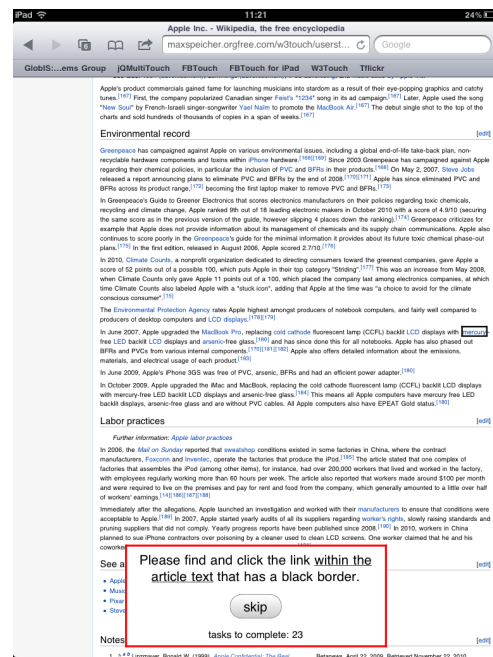 iPad 11:21 24%
Apple Inc. - Wikipedia, the free encyclopedia
6 maxspeicher.orgfree.com/w3touch/userst... Google
GlobIS:...ems Group jQMultiTouch FBTouch FBTouch for iPad W3Touch Tflickr
Apple's product commercials gained fame for launching musicians into stardom as a result of their eye-popping graphics and catchy
tunes.[167] First, the company popularized Canadian singer Feist's "1234" song in its ad campaign.[167] Later, Apple used the song
"New Soul" by French-Israeli singer-songwriter Yael Naïm to promote the MacBook Air.[167] The debut single shot to the top of the
charts and sold hundreds of thousands of copies in a span of weeks.[167]
Environmental record [edit]
Greenpeace has campaigned against Apple on various environmental issues, including a global end-of-life take-back plan, non-
recyclable hardware components and toxins within iPhone hardware.[168][169] Since 2003 Greenpeace has campaigned against Apple
regarding their chemical policies, in particular the inclusion of PVC and BFRs in their products.[168] On May 2, 2007, Steve Jobs
released a report announcing plans to eliminate PVC and BFRs by the end of 2008.[170][171] Apple has since eliminated PVC and
BFRs across its product range,[172] becoming the first laptop maker to remove PVC and BFRs.[173]
In Greenpeace's Guide to Greener Electronics that scores electronics manufacturers on their policies regarding toxic chemicals,
recycling and climate change, Apple ranked 9th out of 18 leading electronic makers in October 2010 with a score of 4.9/10 (securing
the same score as in the previous version of the guide, however slipping 4 places down the ranking).[174] Greenpeace criticizes for
example that Apple does not provide information about its management of chemicals and its supply chain communications. Apple also
continues to score poorly in the Greenpeace's guide for the minimal information it provides about its future toxic chemical phase-out
plans.[175] In the first edition, released in August 2006, Apple scored 2.7/10.[176]
In 2010, Climate Counts, a nonprofit organization dedicated to directing consumers toward the greenest companies, gave Apple a
score of 52 points out of a possible 100, which puts Apple in their top category "Striding".[177] This was an increase from May 2008,
when Climate Counts only gave Apple 11 points out of a 100, which placed the company last among electronics companies, at which
time Climate Counts also labeled Apple with a "stuck icon", adding that Apple at the time was "a choice to avoid for the climate
conscious consumer".[15]
The Environmental Protection Agency rates Apple highest amongst producers of notebook computers, and fairly well compared to
producers of desktop computers and LCD displays.[178][179]
In June 2007, Apple upgraded the MacBook Pro, replacing cold cathode fluorescent lamp (CCFL) backlit LCD displays with mercury-
free LED backlit LCD displays and arsenic-free glass,[180] and has since done this for all notebooks. Apple has also phased out
BFRs and PVCs from various internal components.[170][181][182] Apple also offers detailed information about the emissions,
materials, and electrical usage of each product.[183]
In June 2009, Apple's iPhone 3GS was free of PVC, arsenic, BFRs and had an efficient power adapter.[180]
In October 2009, Apple upgraded the iMac and MacBook, replacing the cold cathode fluorescent lamp (CCFL) backlit LCD displays
with mercury-free LED backlit LCD displays and arsenic-free glass.[184] This means all Apple computers have mercury free LED
backlit displays, arsenic-free glass and are without PVC cables. All Apple computers also have EPEAT Gold status.[180]
Labor practices [edit]
Further information: Apple labor practices
In 2006, the Mail on Sunday reported that sweatshop conditions existed in some factories in China, where the contract
manufacturers, Foxconn and Inventec, operate the factories that produce the iPod.[185] The article stated that one complex of
factories that assembles the iPod (among other items), for instance, had over 200,000 workers that lived and worked in the factory,
with employees regularly working more than 60 hours per week. The article also reported that workers made around $100 per month
and were required to live on the premises and pay for rent and food from the company, which generally amounted to a little over half
of workers' earnings.[14][186][187][188]
Immediately after the allegations, Apple launched an investigation and worked with their manufacturers to ensure that conditions were
acceptable to Apple.[189] In 2007, Apple started yearly audits of all its suppliers regarding worker's rights, slowly raising standards and
pruning suppliers that did not comply. Yearly progress reports have been published since 2008.[190] In 2010, workers in China
planned to sue iPhone contractors over poisoning by a cleaner used to clean LCD screens. One worker claimed that he and his
See a [edit]
Please find and click the link within the
article text that has a black border.
skip
tasks to complete: 23
Notes [edit]